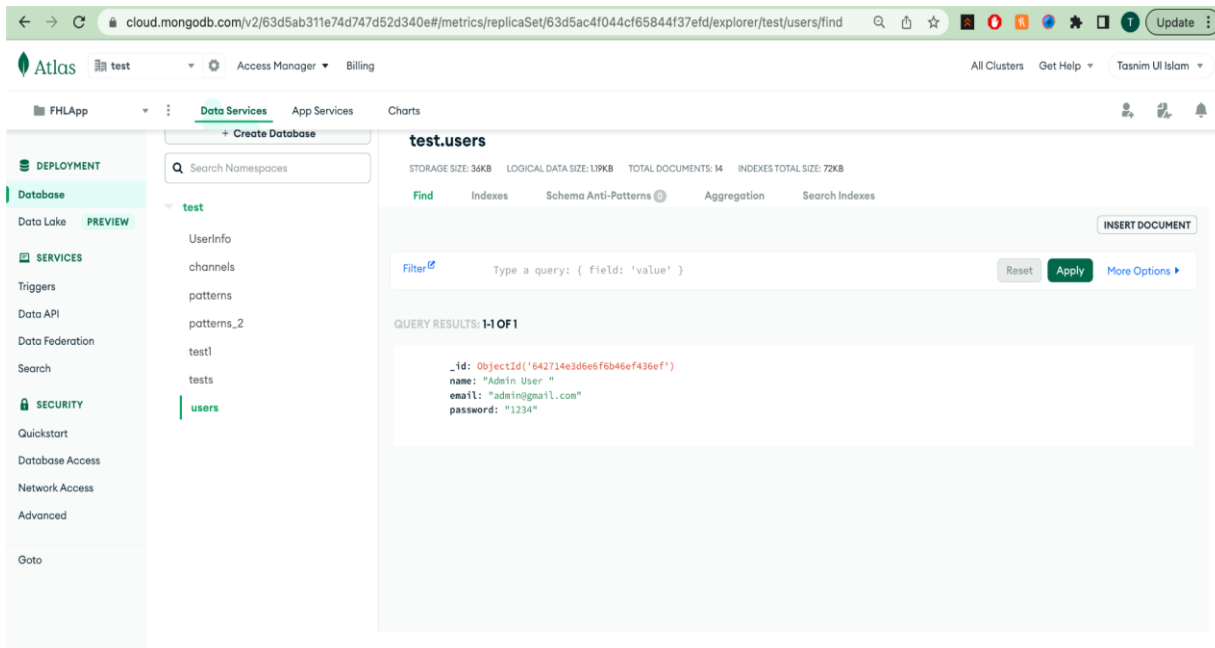 cloud.mongodb.com/v2/63d5ab311e74d747d52d340e#/metrics/replicaSet/63d5ac4f044cf65844f37efd/explorer/test/users/find
T
Update
Atlas
test
Access Manager
Billing
All Clusters
Get Help
Tasnim Ul Islam
FHLApp
Data Services
App Services
Charts
+ Create Database
DEPLOYMENT
Database
Data Lake PREVIEW
SERVICES
Triggers
Data API
Data Federation
Search
SECURITY
Quickstart
Database Access
Network Access
Advanced
Goto
Search Namespaces
test
UserInfo
channels
patterns
patterns_2
test1
tests
users
test.users
STORAGE SIZE: 36KB LOGICAL DATA SIZE: 1.19KB TOTAL DOCUMENTS: 14 INDEXES TOTAL SIZE: 72KB
Find Indexes Schema Anti-Patterns 0 Aggregation Search Indexes
INSERT DOCUMENT
Filter Type a query: { field: 'value' } Reset Apply More Options
QUERY RESULTS: 1-1 OF 1
_id: ObjectId('642714e3d6e6f6b46ef436ef')
name: "Admin User "
email: "admin@gmail.com"
password: "1234"